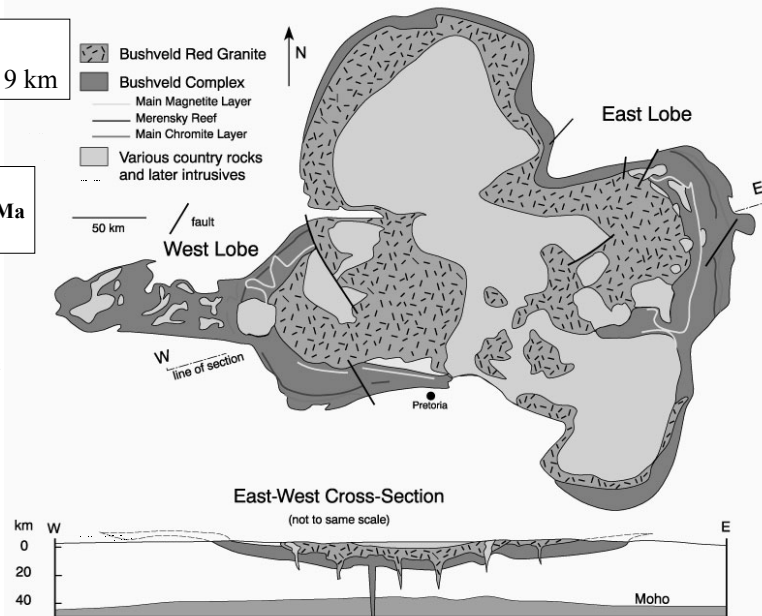 9 km
Ma
Bushveld Red Granite
Bushveld Complex
Main Magnetite Layer
Merensky Reef
Main Chromite Layer
Various country rocks
and later intrusives
50 km
fault
N
West Lobe
East Lobe
E
W
line of section
Pretoria
East-West Cross-Section
(not to same scale)
km
W
E
0
20
40
Moho